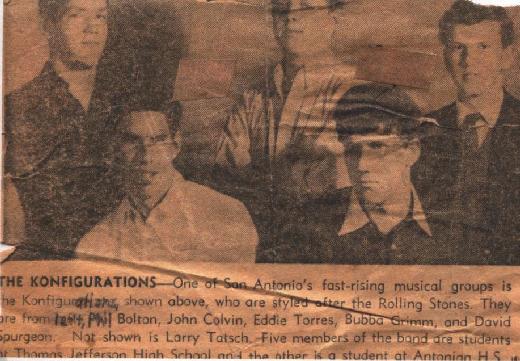 THE KONFIGURATIONS—One of San Antonio's fast-rising musical groups is
the Konfigurations, shown above, who are styled after the Rolling Stones. They
are from left, Phil Bolton, John Colvin, Eddie Torres, Bubba Grimm, and David
Spurgeon. Not shown is Larry Tatsch. Five members of the band are students
Thomas Jefferson High School and the other is a student at Antonian H.S.